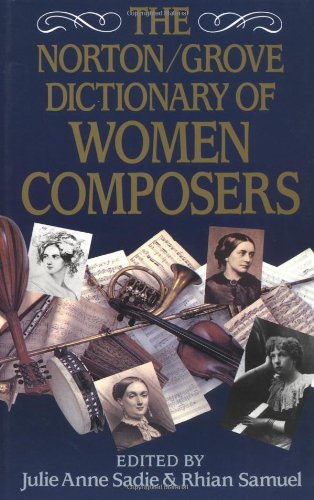 THE
NORTON/GROVE
DICTIONARY OF
WOMEN
COMPOSERS
EDITED BY
Julie Anne Sadie & Rhian Samuel